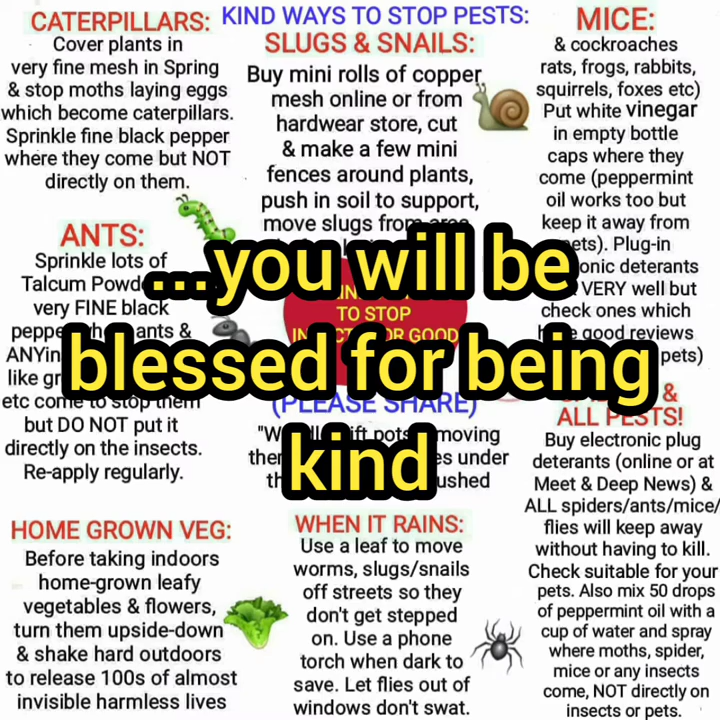 KIND WAYS TO STOP PESTS:
CATERPILLARS:
Cover plants in
very fine mesh in Spring
& stop moths laying eggs
which become caterpillars.
Sprinkle fine black pepper
where they come but NOT
directly on them.
SLUGS & SNAILS:
Buy mini rolls of copper
mesh online or from
hardwear store, cut
& make a few mini
fences around plants,
push in soil to support,
move slugs from
MICE:
& cockroaches
rats, frogs, rabbits,
squirrels, foxes etc)
Put white vinegar
in empty bottle
caps where they
come (peppermint
oil works too but
keep it away from
pets). Plug-in
deterants
VERY well but
check ones which
good reviews
pets)
ANTS:
Sprinkle lots of
Talcum
very FINE black
ants &
like
etc come to stop them
but DO NOT put it
directly on the insects.
Re-apply regularly.
...you will be
blessed for being
kind
TO STOP
GOOD
(PLEASE SHARE)
moving
under
&
ALL PESTS!
Buy electronic plug
deterants (online or at
Meet & Deep News) &
ALL spiders/ants/mice/
flies will keep away
without having to kill.
Check suitable for your
pets. Also mix 50 drops
of peppermint oil with a
cup of water and spray
where moths, spider,
mice or any insects
come, NOT directly on
insects or pets.
HOME GROWN VEG:
Before taking indoors
home-grown leafy
vegetables & flowers,
turn them upside-down
& shake hard outdoors
to release 100s of almost
invisible harmless lives
WHEN IT RAINS:
Use a leaf to move
worms, slugs/snails
off streets so they
don't get stepped
on. Use a phone
torch when dark to
save. Let flies out of
windows don't swat.